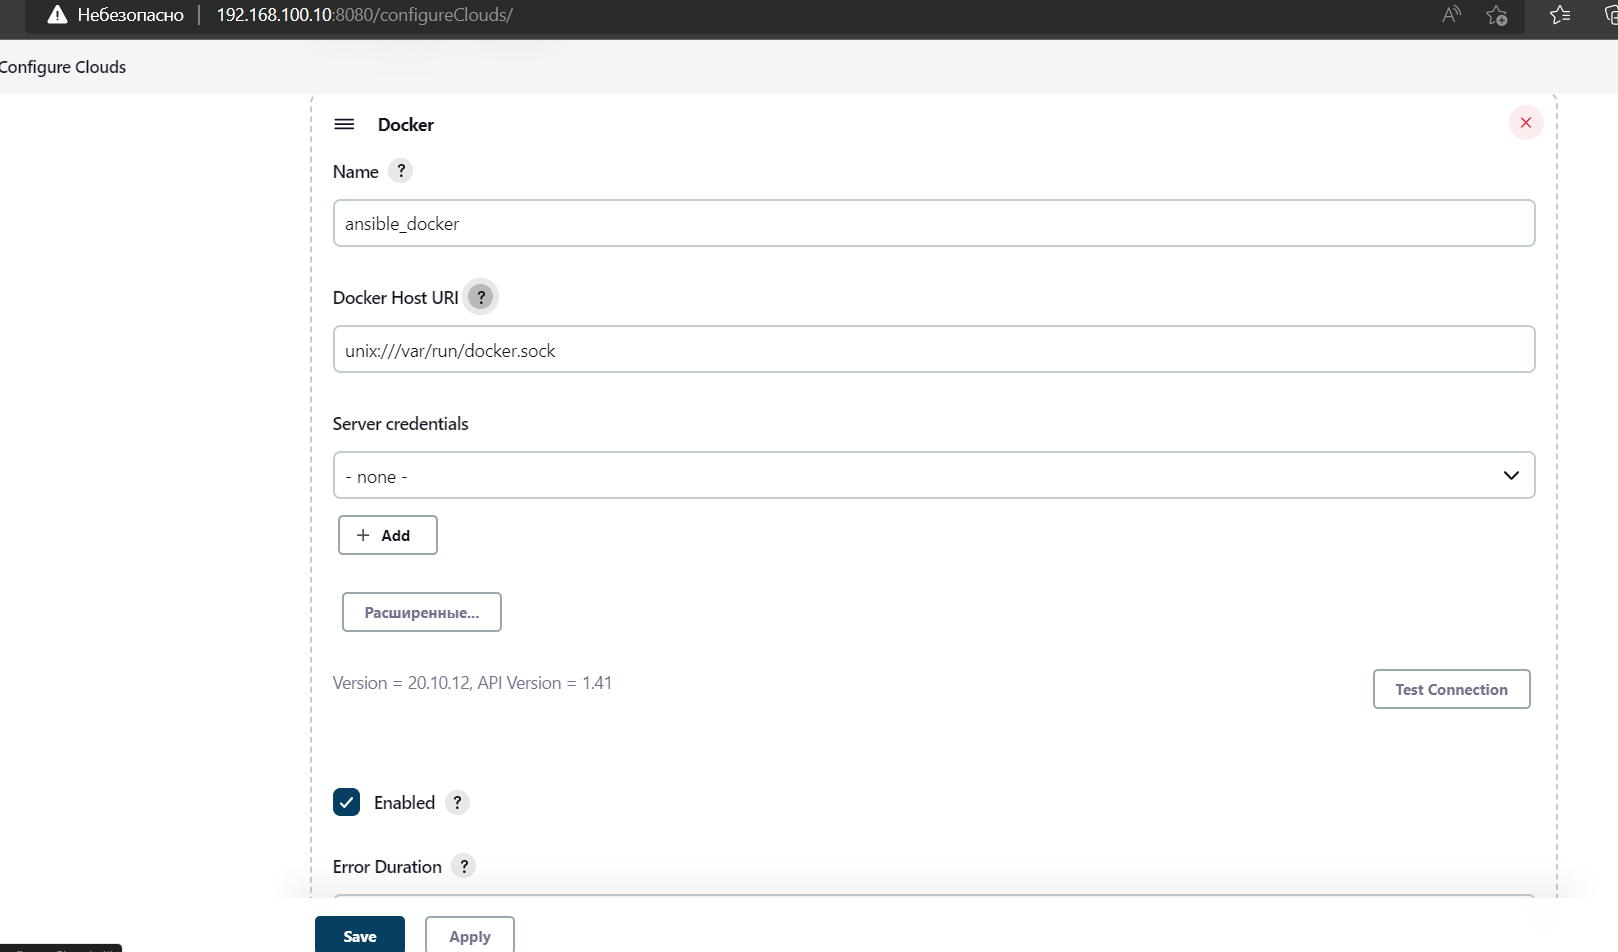 Небезопасно | 192.168.100.10:8080/configureClouds/
Configure Clouds
Docker
Name ?
ansible_docker
Docker Host URI ?
unix:///var/run/docker.sock
Server credentials
- none -
+ Add
Расширенные...
Version = 20.10.12, API Version = 1.41
Test Connection
Enabled ?
Error Duration ?
Save Apply